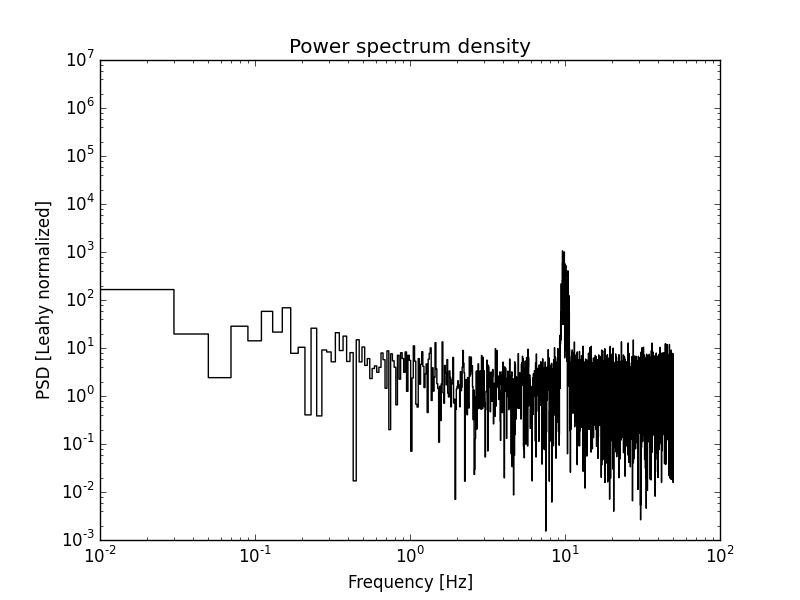 Power spectrum density
10^7
10^6
10^5
10^4
10^3
10^2
10^1
10^0
10^-1
10^-2
10^-3
PSD [Leahy normalized]
10^-2 10^-1 10^0 10^1 10^2
Frequency [Hz]